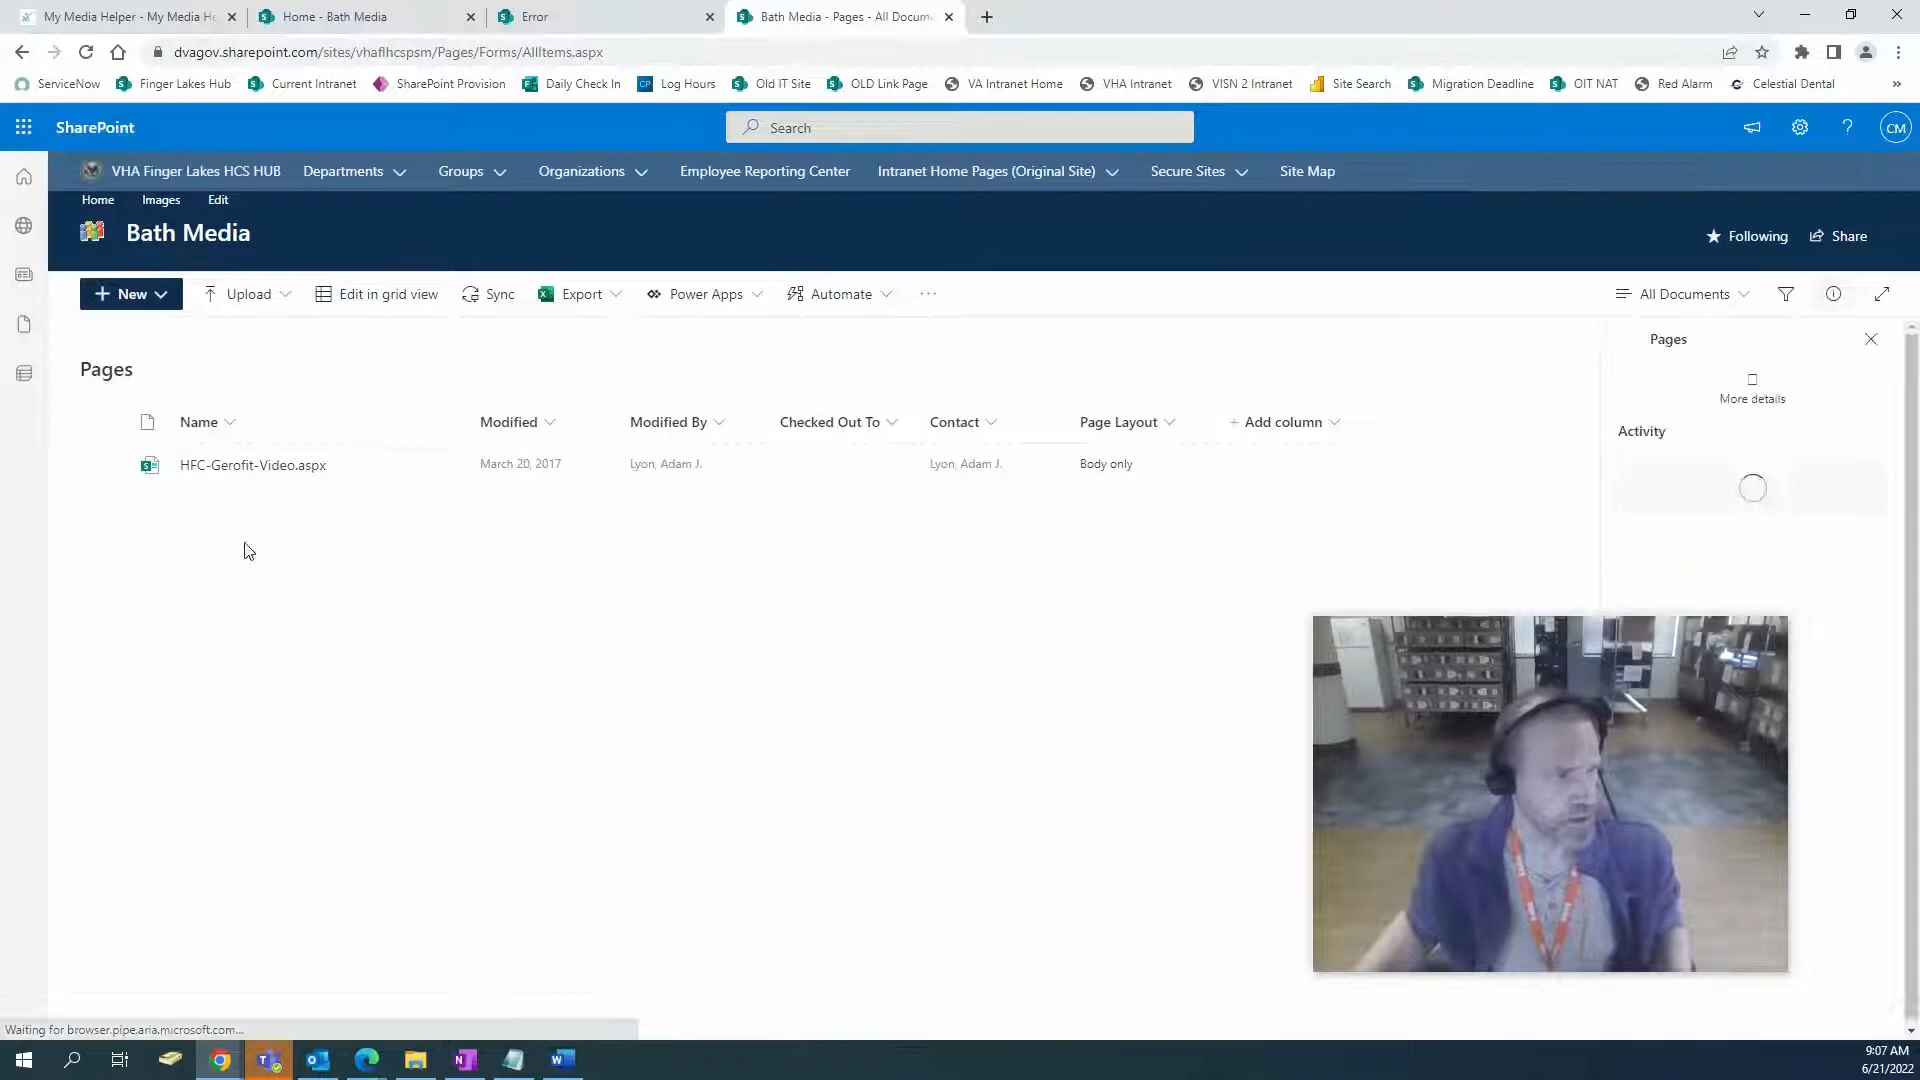 My Media Helper - My Media He
Home - Bath Media
Error
Bath Media - Pages - All Docum
dvagov.sharepoint.com/sites/vhaflhcspsm/Pages/Forms/AllItems.aspx
ServiceNow Finger Lakes Hub Current Intranet SharePoint Provision Daily Check In Log Hours Old IT Site OLD Link Page VA Intranet Home VHA Intranet VISN 2 Intranet Site Search Migration Deadline OIT NAT Red Alarm Celestial Dental »
SharePoint
Search
CM
VHA Finger Lakes HCS HUB Departments Groups Organizations Employee Reporting Center Intranet Home Pages (Original Site) Secure Sites Site Map
Home Images Edit
Bath Media
Following Share
+ New Upload Edit in grid view Sync Export Power Apps Automate ...
All Documents
Pages
Pages
More details
Activity
Name Modified Modified By Checked Out To Contact Page Layout + Add column
HFC-Gerofit-Video.aspx March 20, 2017 Lyon, Adam J. Lyon, Adam J. Body only
Waiting for browser.pipe.aria.microsoft.com...
9:07 AM
6/21/2022